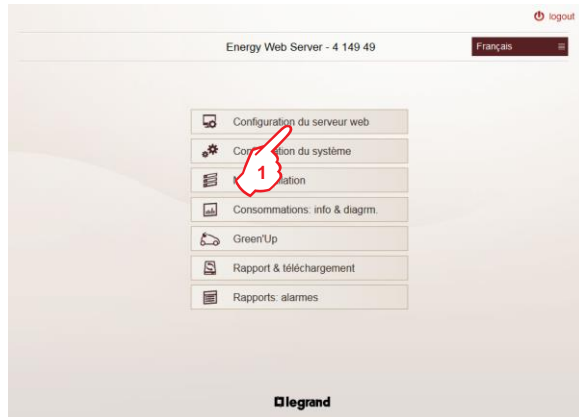 logout
Energy Web Server - 4 149 49
Français
Configuration du serveur web
du système
1
Consommations: info & diagrm.
Green'Up
Rapport & téléchargement
Rapports: alarmes
legrand